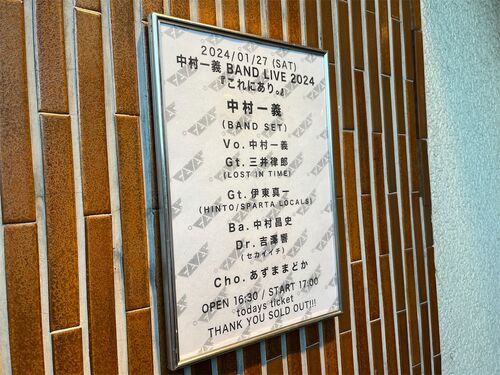 2024/01/27 (SAT)
中村一義 BAND LIVE 2024
『これにあり。』
中村一義
(BAND SET)
Vo. 中村一義
Gt. 三井律郎
(LOST IN TIME)
Gt. 伊東真一
(HINTO/SPARTA LOCALS)
Ba. 中村昌史
Dr. 吉澤響
(セカイイチ)
Cho. あずままどか
OPEN 16:30 / START 17:00
todays ticket
THANK YOU SOLD OUT!!!